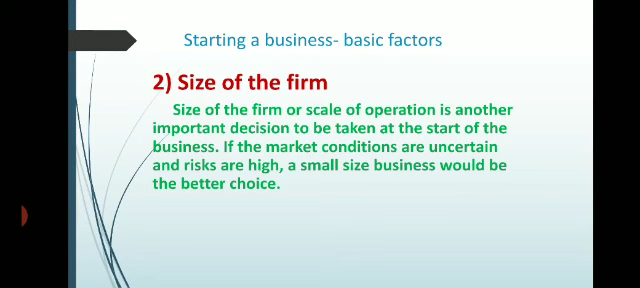 Starting a business- basic factors
2) Size of the firm
Size of the firm or scale of operation is another
important decision to be taken at the start of the
business. If the market conditions are uncertain
and risks are high, a small size business would be
the better choice.